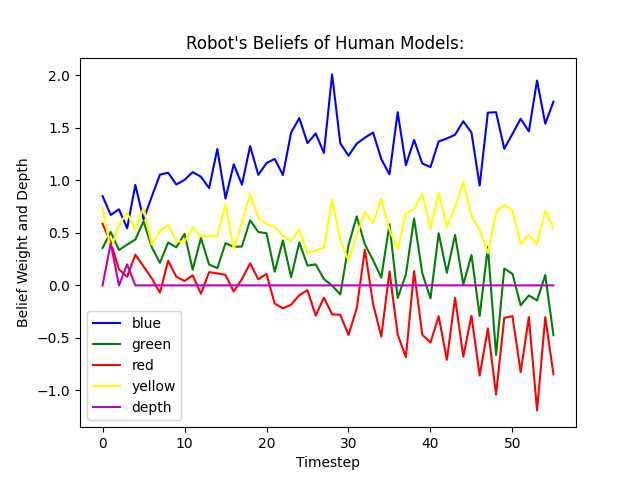 Robot's Beliefs of Human Models:
Belief Weight and Depth
2.0
1.5
1.0
0.5
0.0
−0.5
−1.0
blue
green
red
yellow
depth
0 10 20 30 40 50
Timestep